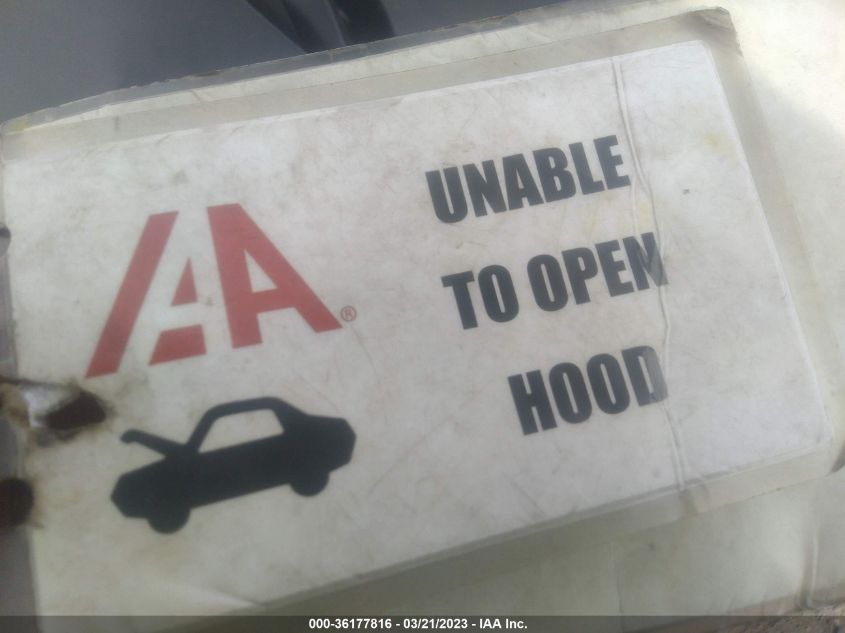 IAA®
UNABLE
TO OPEN
HOOD
000-36177816 - 03/21/2023 - IAA Inc.